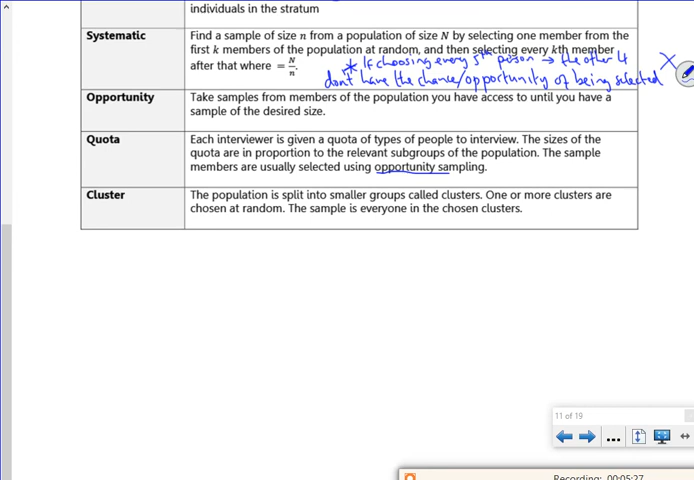 individuals in the stratum
Systematic
Find a sample of size n from a population of size N by selecting one member from the
first k members of the population at random, and then selecting every kth member
after that where = N/n.
* If choosing every 5th person → the other 4
don't have the chance/opportunity of being selected
Opportunity
Take samples from members of the population you have access to until you have a
sample of the desired size.
Quota
Each interviewer is given a quota of types of people to interview. The sizes of the
quota are in proportion to the relevant subgroups of the population. The sample
members are usually selected using opportunity sampling.
Cluster
The population is split into smaller groups called clusters. One or more clusters are
chosen at random. The sample is everyone in the chosen clusters.
11 of 19
...
Recording: 00:05:27